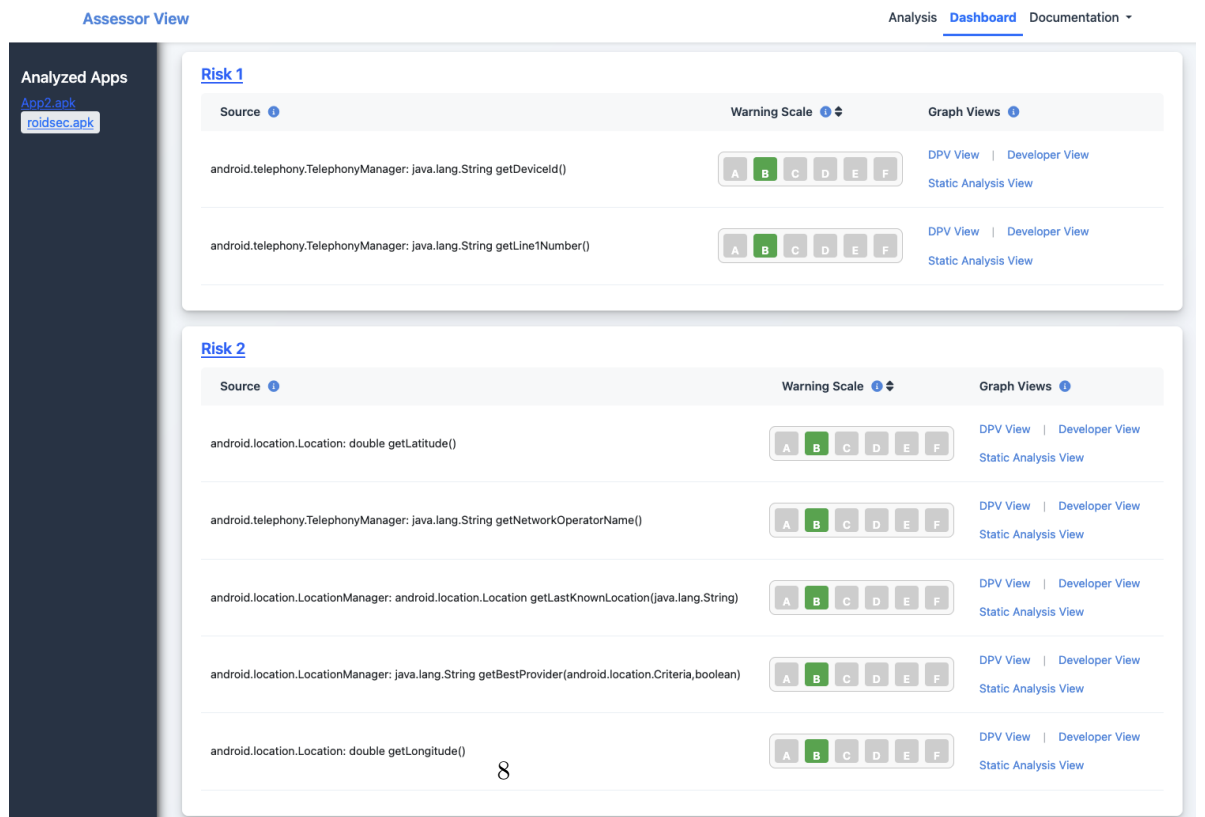 Assessor View
Analysis Dashboard Documentation
Analyzed Apps
App2.apk
roidsec.apk
Risk 1
Source Warning Scale Graph Views
android.telephony.TelephonyManager: java.lang.String getDeviceId()
A B C D E F
DPV View | Developer View
Static Analysis View
android.telephony.TelephonyManager: java.lang.String getLine1Number()
A B C D E F
DPV View | Developer View
Static Analysis View
Risk 2
Source Warning Scale Graph Views
android.location.Location: double getLatitude()
A B C D E F
DPV View | Developer View
Static Analysis View
android.telephony.TelephonyManager: java.lang.String getNetworkOperatorName()
A B C D E F
DPV View | Developer View
Static Analysis View
android.location.LocationManager: android.location.Location getLastKnownLocation(java.lang.String)
A B C D E F
DPV View | Developer View
Static Analysis View
android.location.LocationManager: java.lang.String getBestProvider(android.location.Criteria,boolean)
A B C D E F
DPV View | Developer View
Static Analysis View
android.location.Location: double getLongitude()
A B C D E F
DPV View | Developer View
Static Analysis View
8